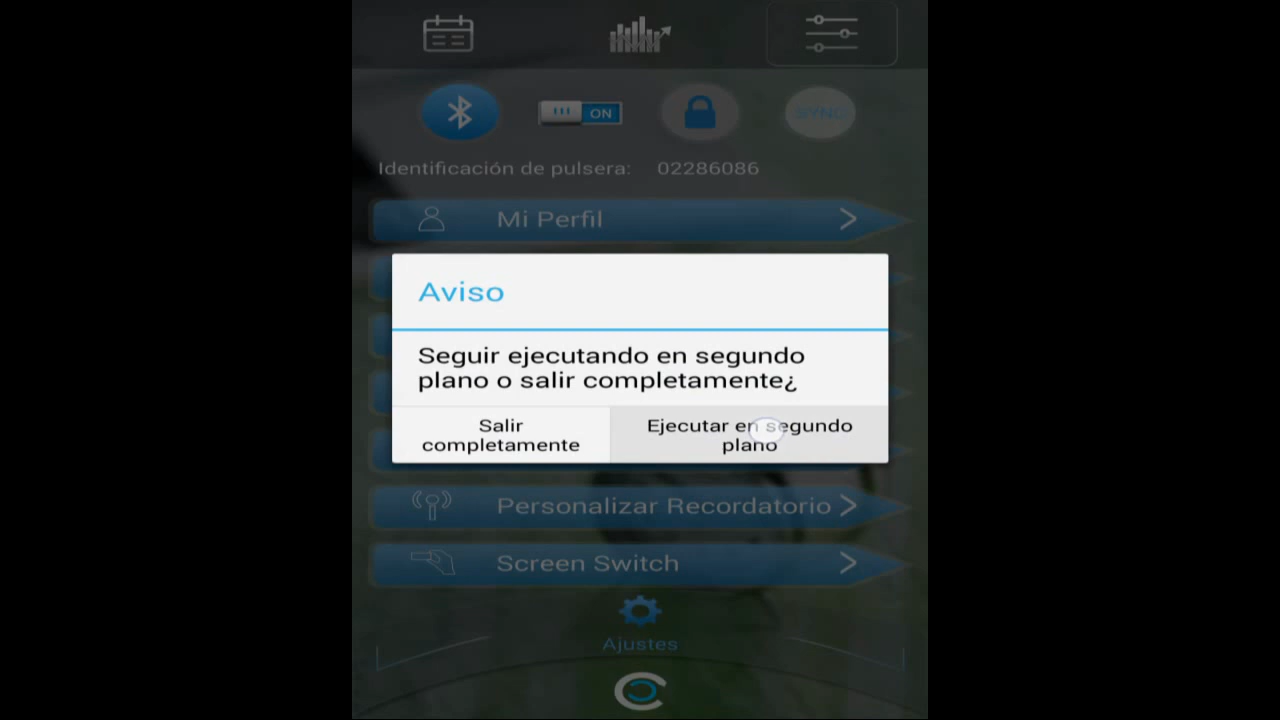 ON
SYNC
Identificación de pulsera: 02286086
Mi Perfil
Aviso
Seguir ejecutando en segundo
plano o salir completamente¿
Salir
completamente
Ejecutar en segundo
plano
Personalizar Recordatorio
Screen Switch
Ajustes